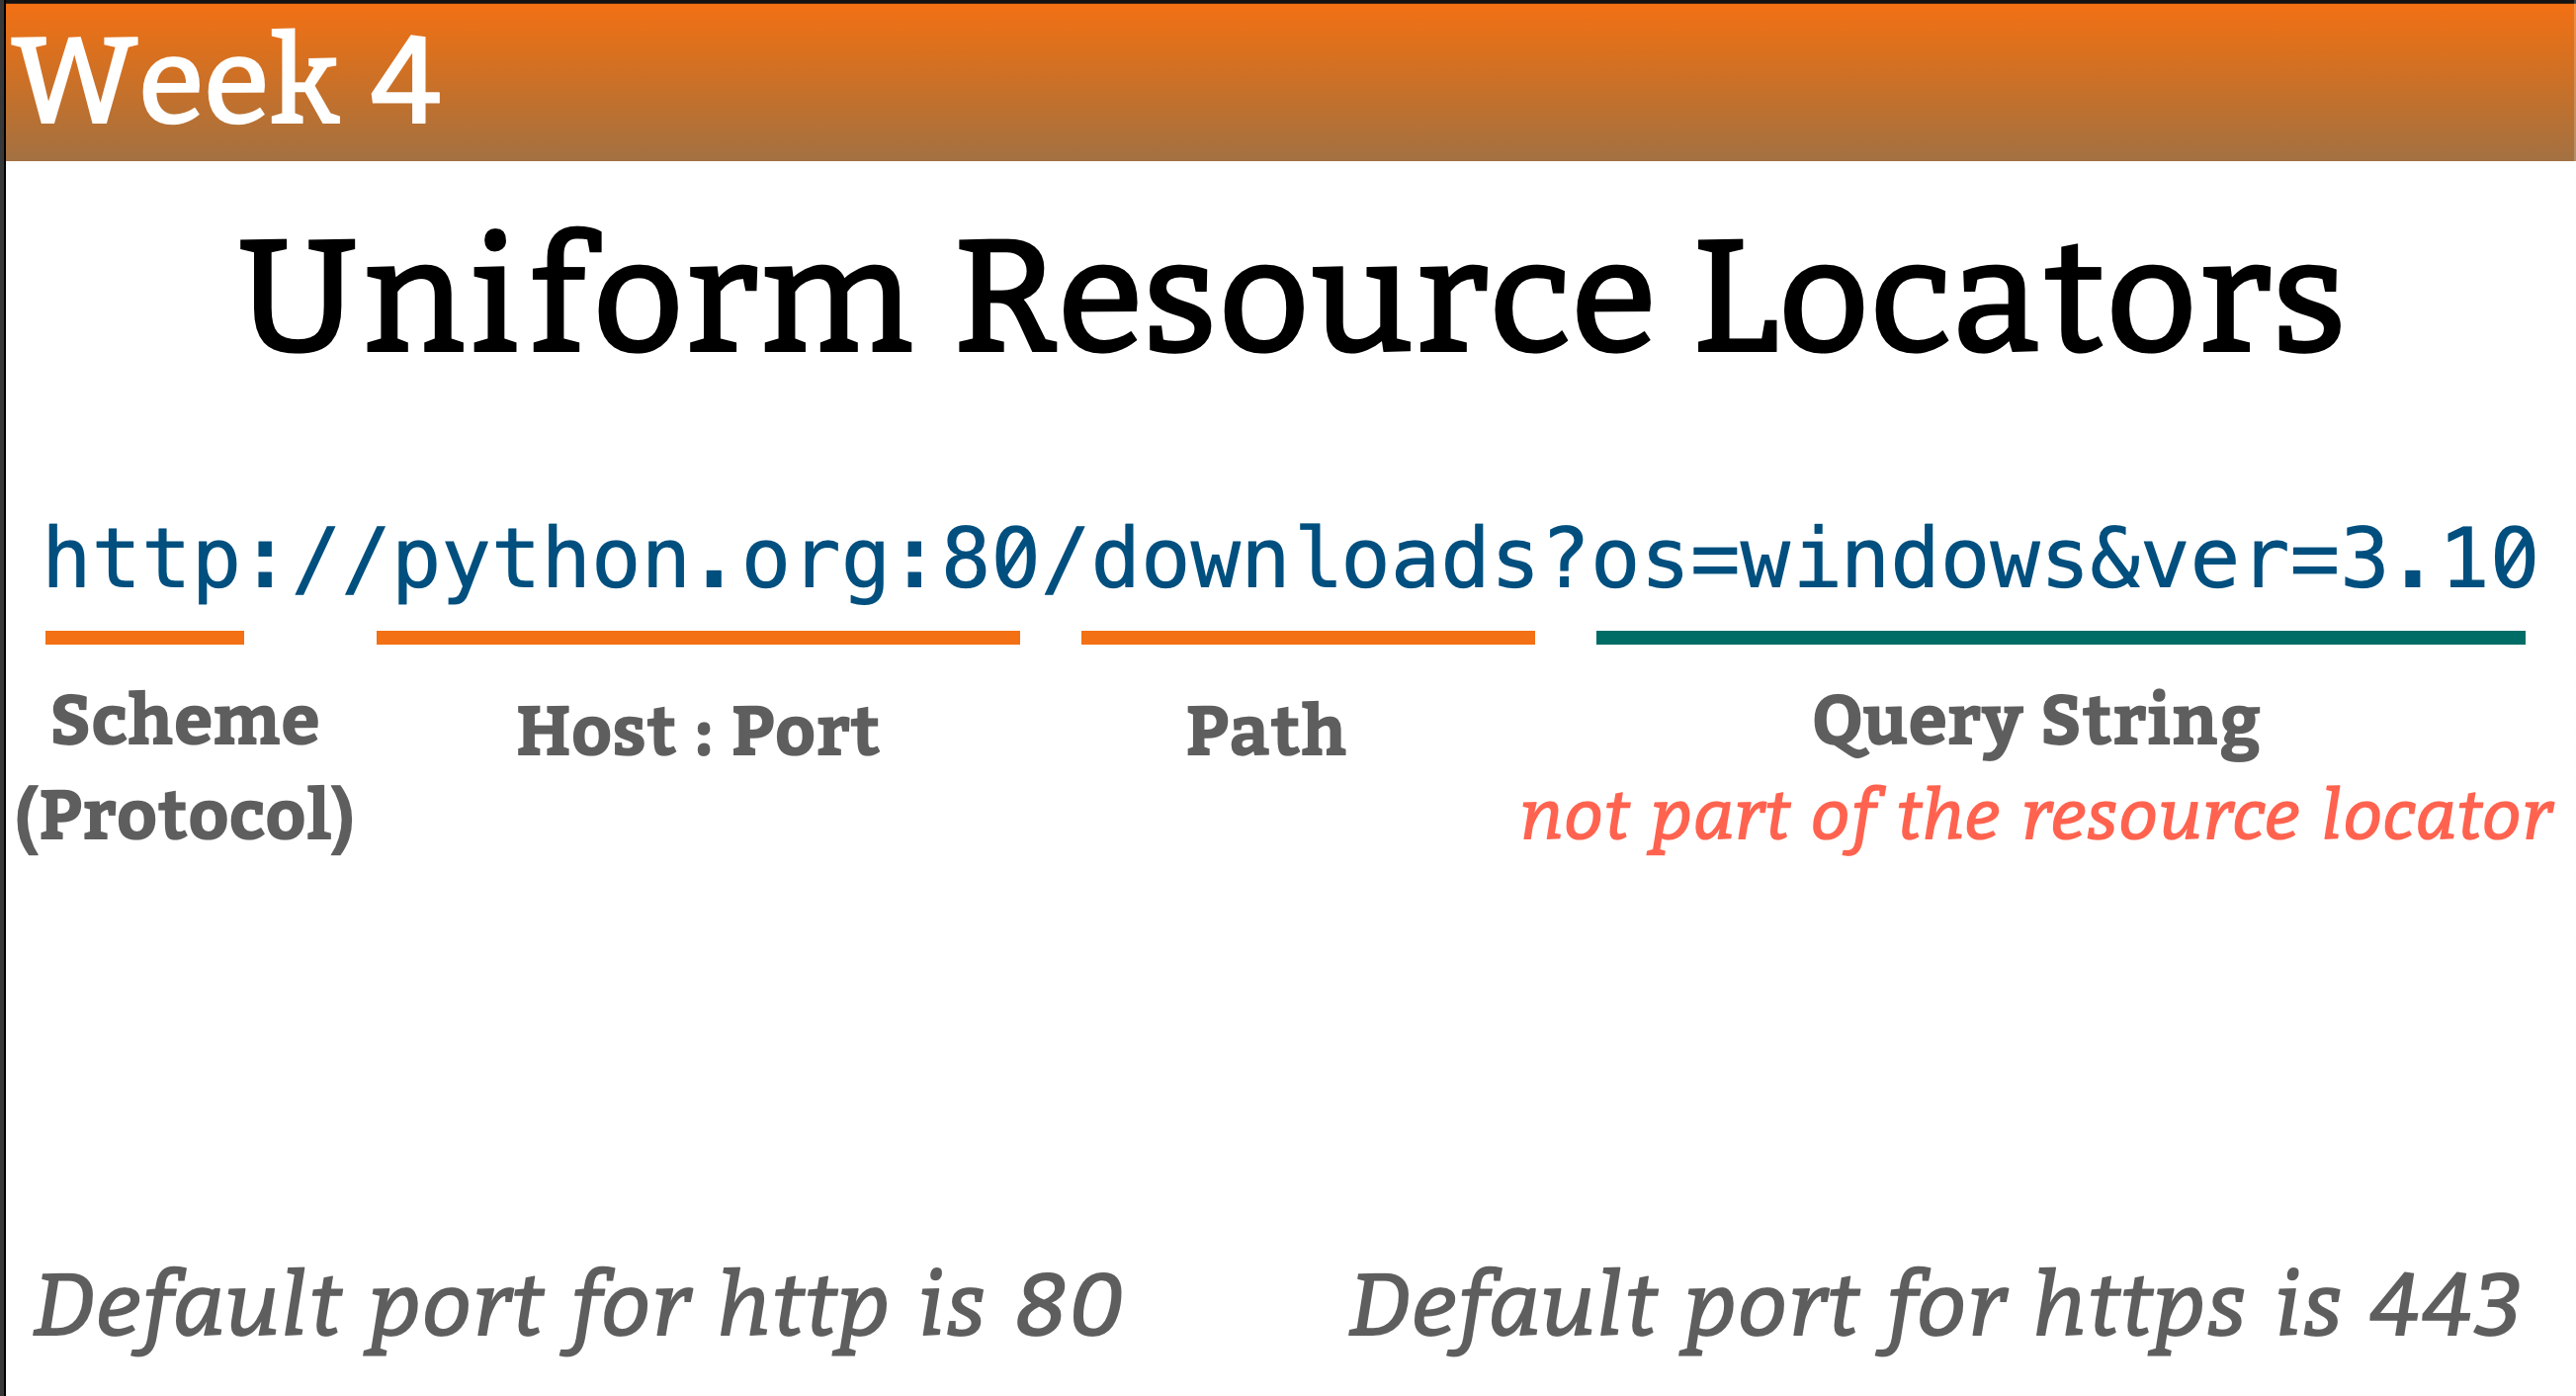 Week 4
Uniform Resource Locators
http://python.org:80/downloads?os=windows&ver=3.10
Scheme
(Protocol)
Host : Port
Path
Query String
not part of the resource locator
Default port for http is 80
Default port for https is 443